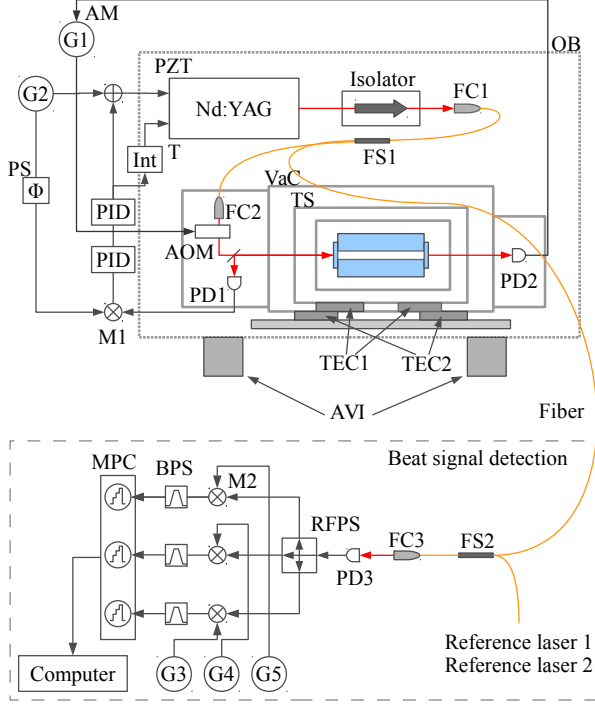 AM
G1
OB
PZT
Isolator
FC1
G2
Nd:YAG
FS1
PS
Int
T
Φ
VaC
TS
PID
FC2
AOM
PID
PD1
PD2
M1
TEC1
TEC2
AVI
Fiber
Beat signal detection
MPC
BPS
M2
RFPS
FC3
FS2
PD3
Reference laser 1
Reference laser 2
Computer
G3
G4
G5